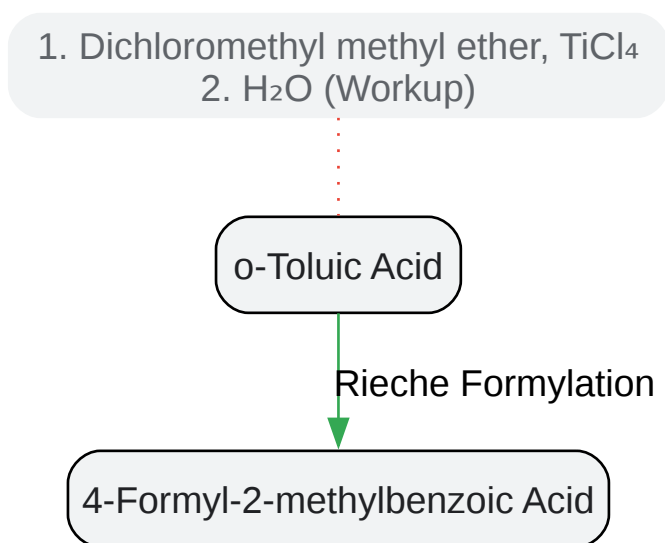 1. Dichloromethyl methyl ether, TiCl₄
2. H₂O (Workup)
o-Toluic Acid
Rieche Formylation
4-Formyl-2-methylbenzoic Acid